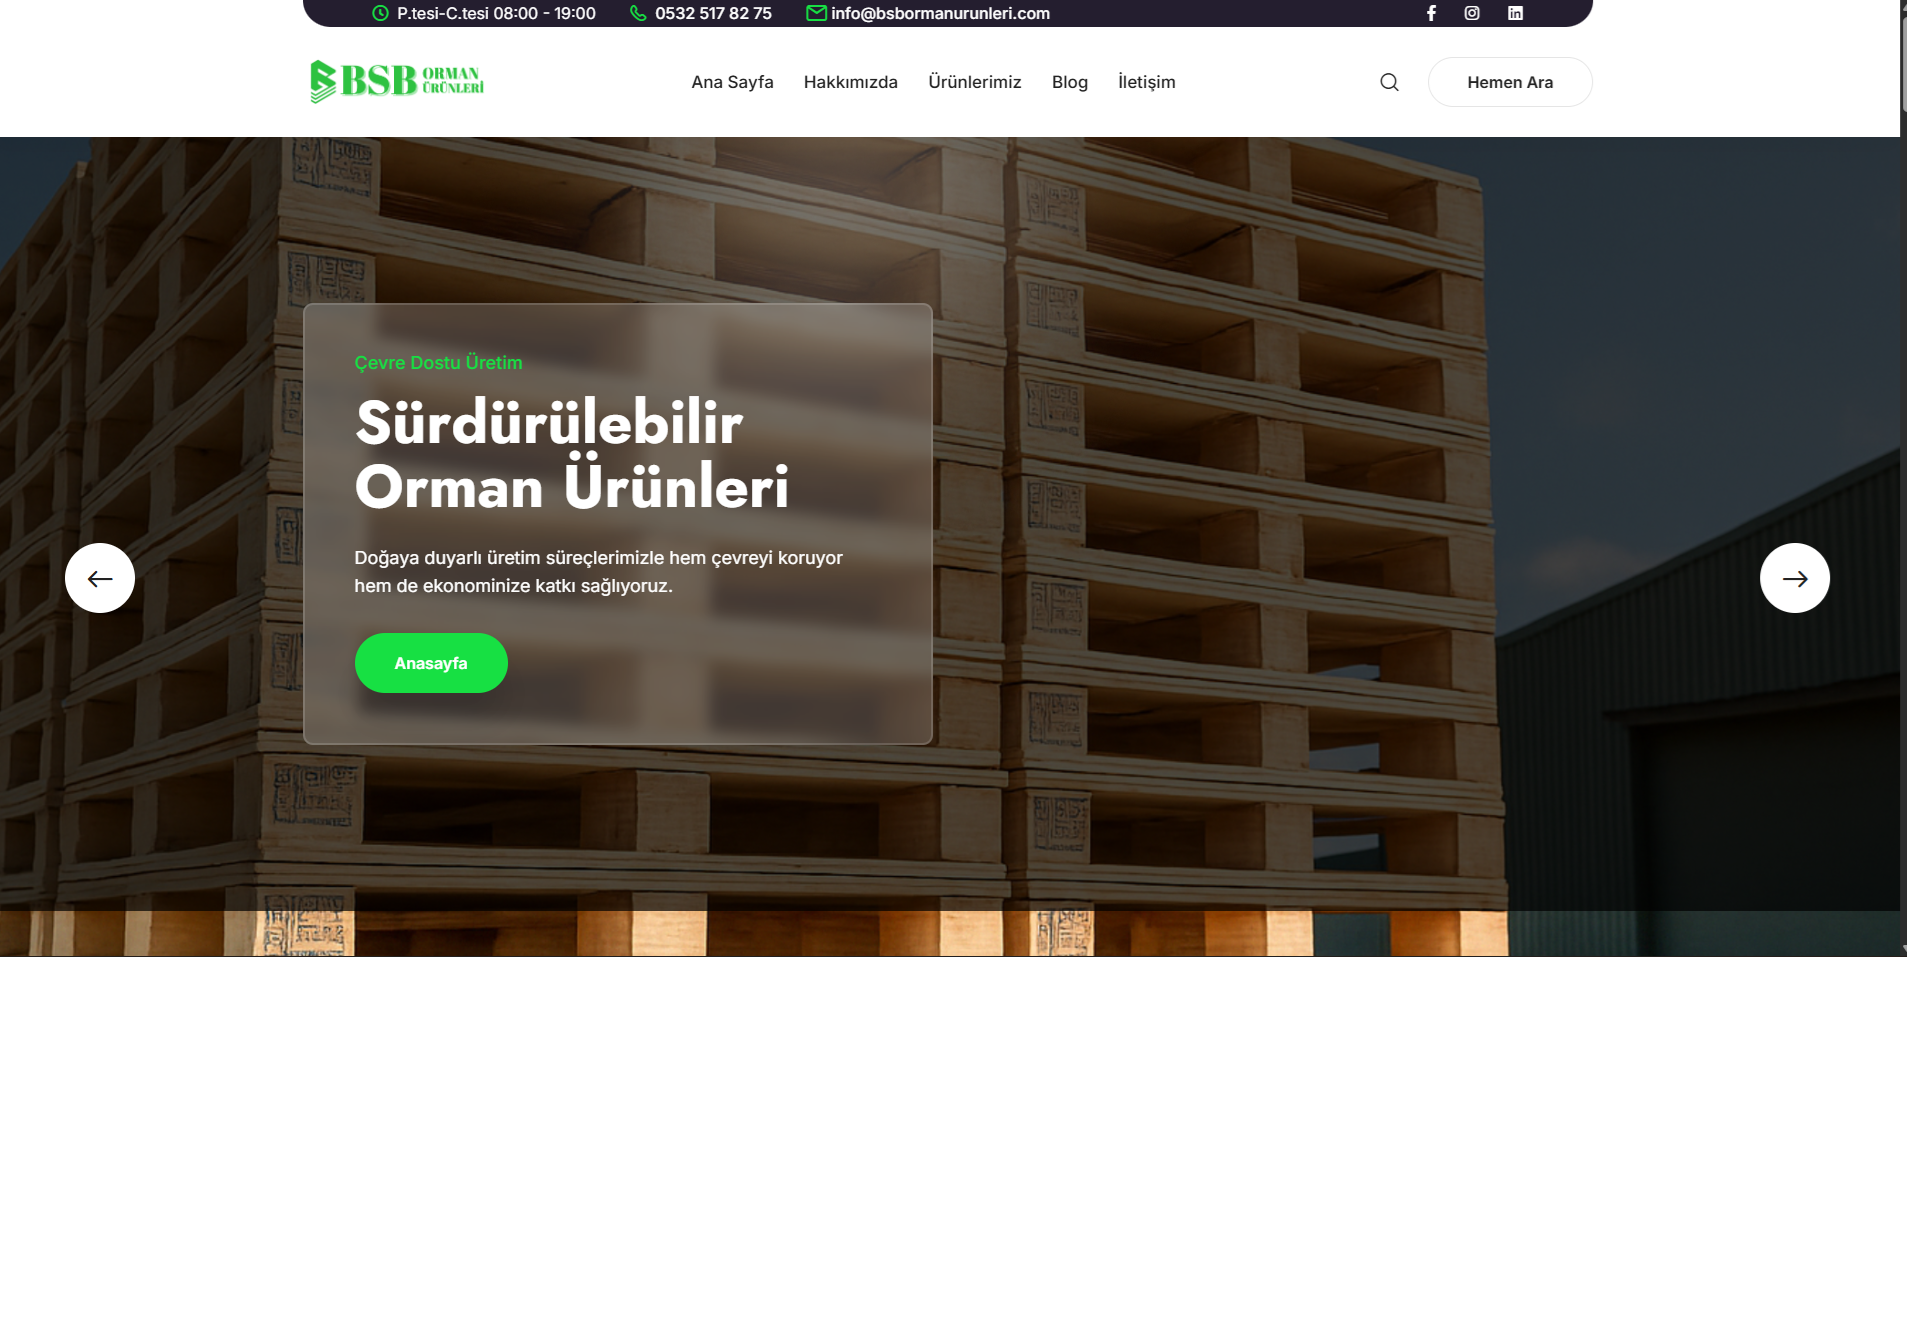 P.tesi-C.tesi 08:00 - 19:00
0532 517 82 75
info@bsbormanurunleri.com
BSB ORMAN ÜRÜNLERİ
Ana Sayfa
Hakkımızda
Ürünlerimiz
Blog
İletişim
Hemen Ara
Çevre Dostu Üretim
Sürdürülebilir
Orman Ürünleri
Doğaya duyarlı üretim süreçlerimizle hem çevreyi koruyor
hem de ekonominize katkı sağlıyoruz.
Anasayfa